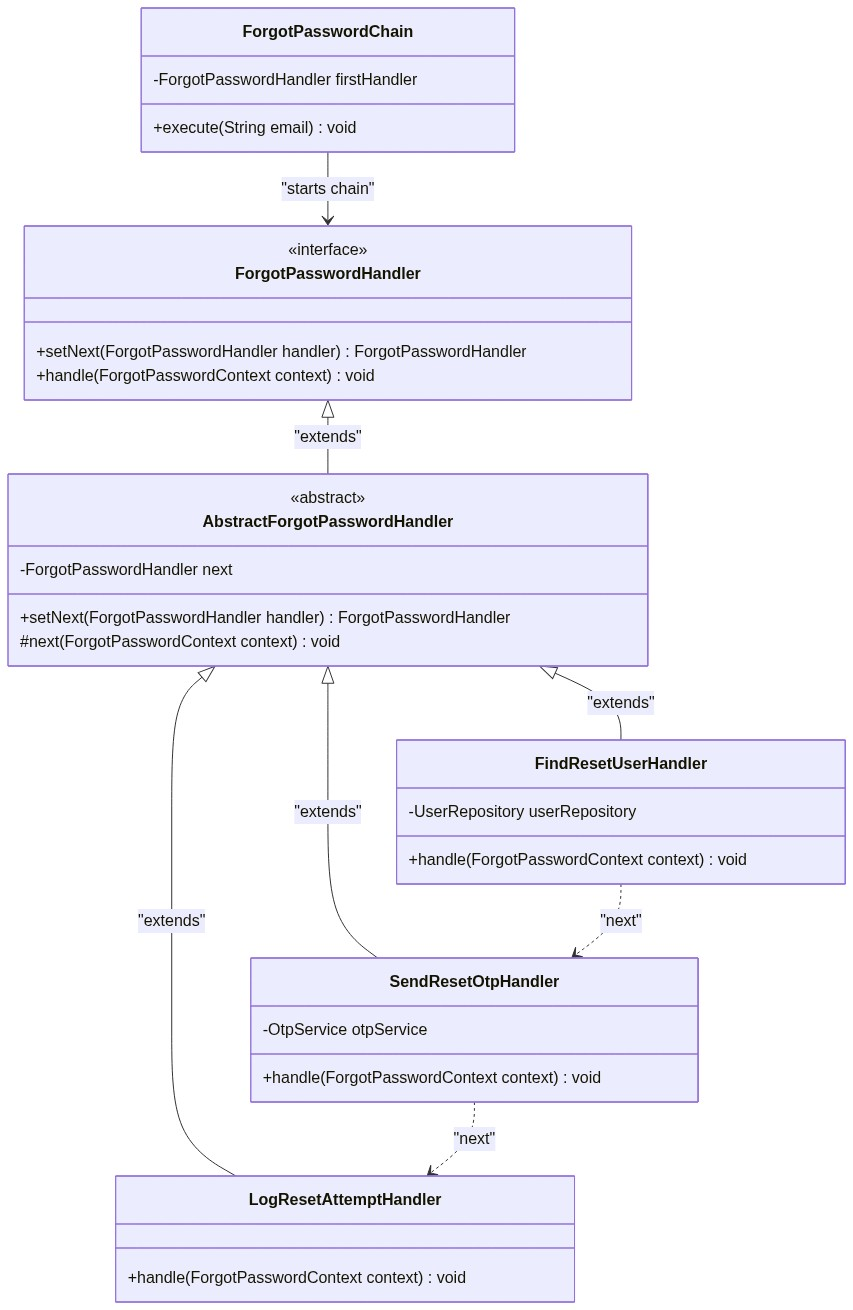 ForgotPasswordChain
-ForgotPasswordHandler firstHandler
+execute(String email) : void
"starts chain"
«interface»
ForgotPasswordHandler
+setNext(ForgotPasswordHandler handler) : ForgotPasswordHandler
+handle(ForgotPasswordContext context) : void
"extends"
«abstract»
AbstractForgotPasswordHandler
-ForgotPasswordHandler next
+setNext(ForgotPasswordHandler handler) : ForgotPasswordHandler
#next(ForgotPasswordContext context) : void
"extends"
FindResetUserHandler
-UserRepository userRepository
"extends"
+handle(ForgotPasswordContext context) : void
"extends"
"next"
SendResetOtpHandler
-OtpService otpService
+handle(ForgotPasswordContext context) : void
"next"
LogResetAttemptHandler
+handle(ForgotPasswordContext context) : void